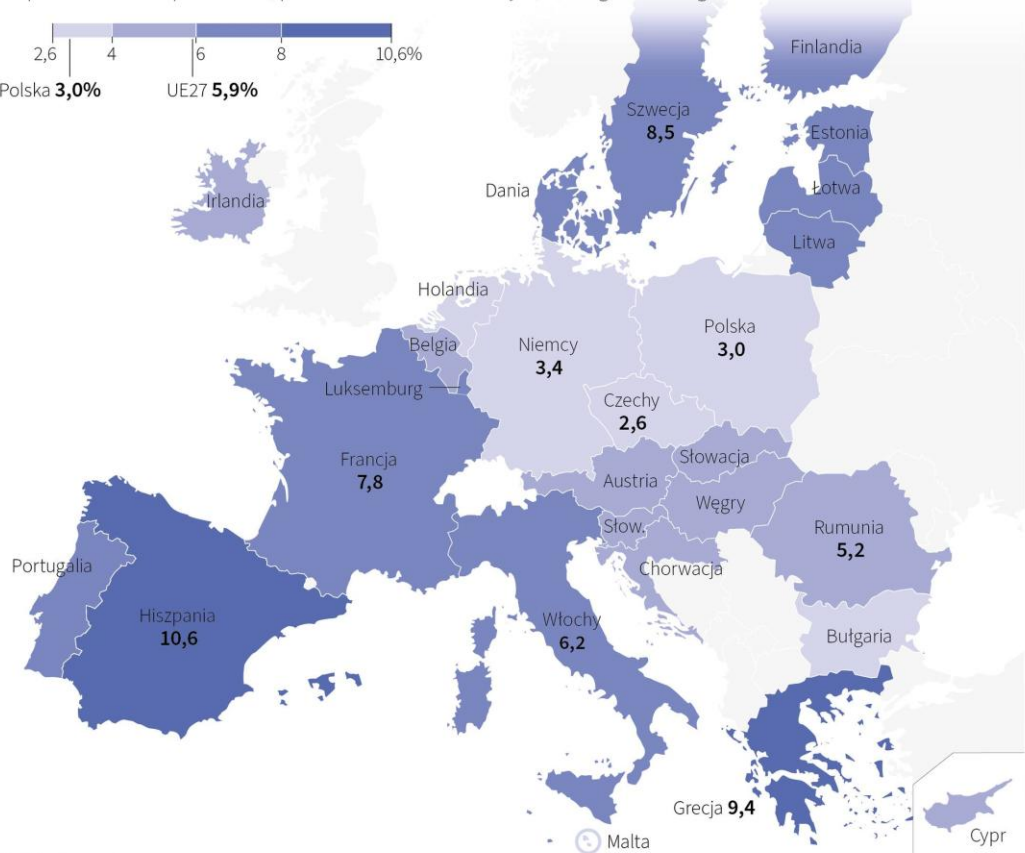 2,6 4 6 8 10,6%
Polska 3,0% UE27 5,9%
Finlandia
Szwecja
8,5
Estonia
Dania
Łotwa
Irlandia
Litwa
Holandia
Polska
3,0
Belgia
Niemcy
3,4
Luksemburg
Czechy
2,6
Francja
7,8
Słowacja
Austria
Węgry
Słow.
Rumunia
5,2
Portugalia
Chorwacja
Hiszpania
10,6
Włochy
6,2
Bułgaria
Grecja 9,4
Malta
Cypr